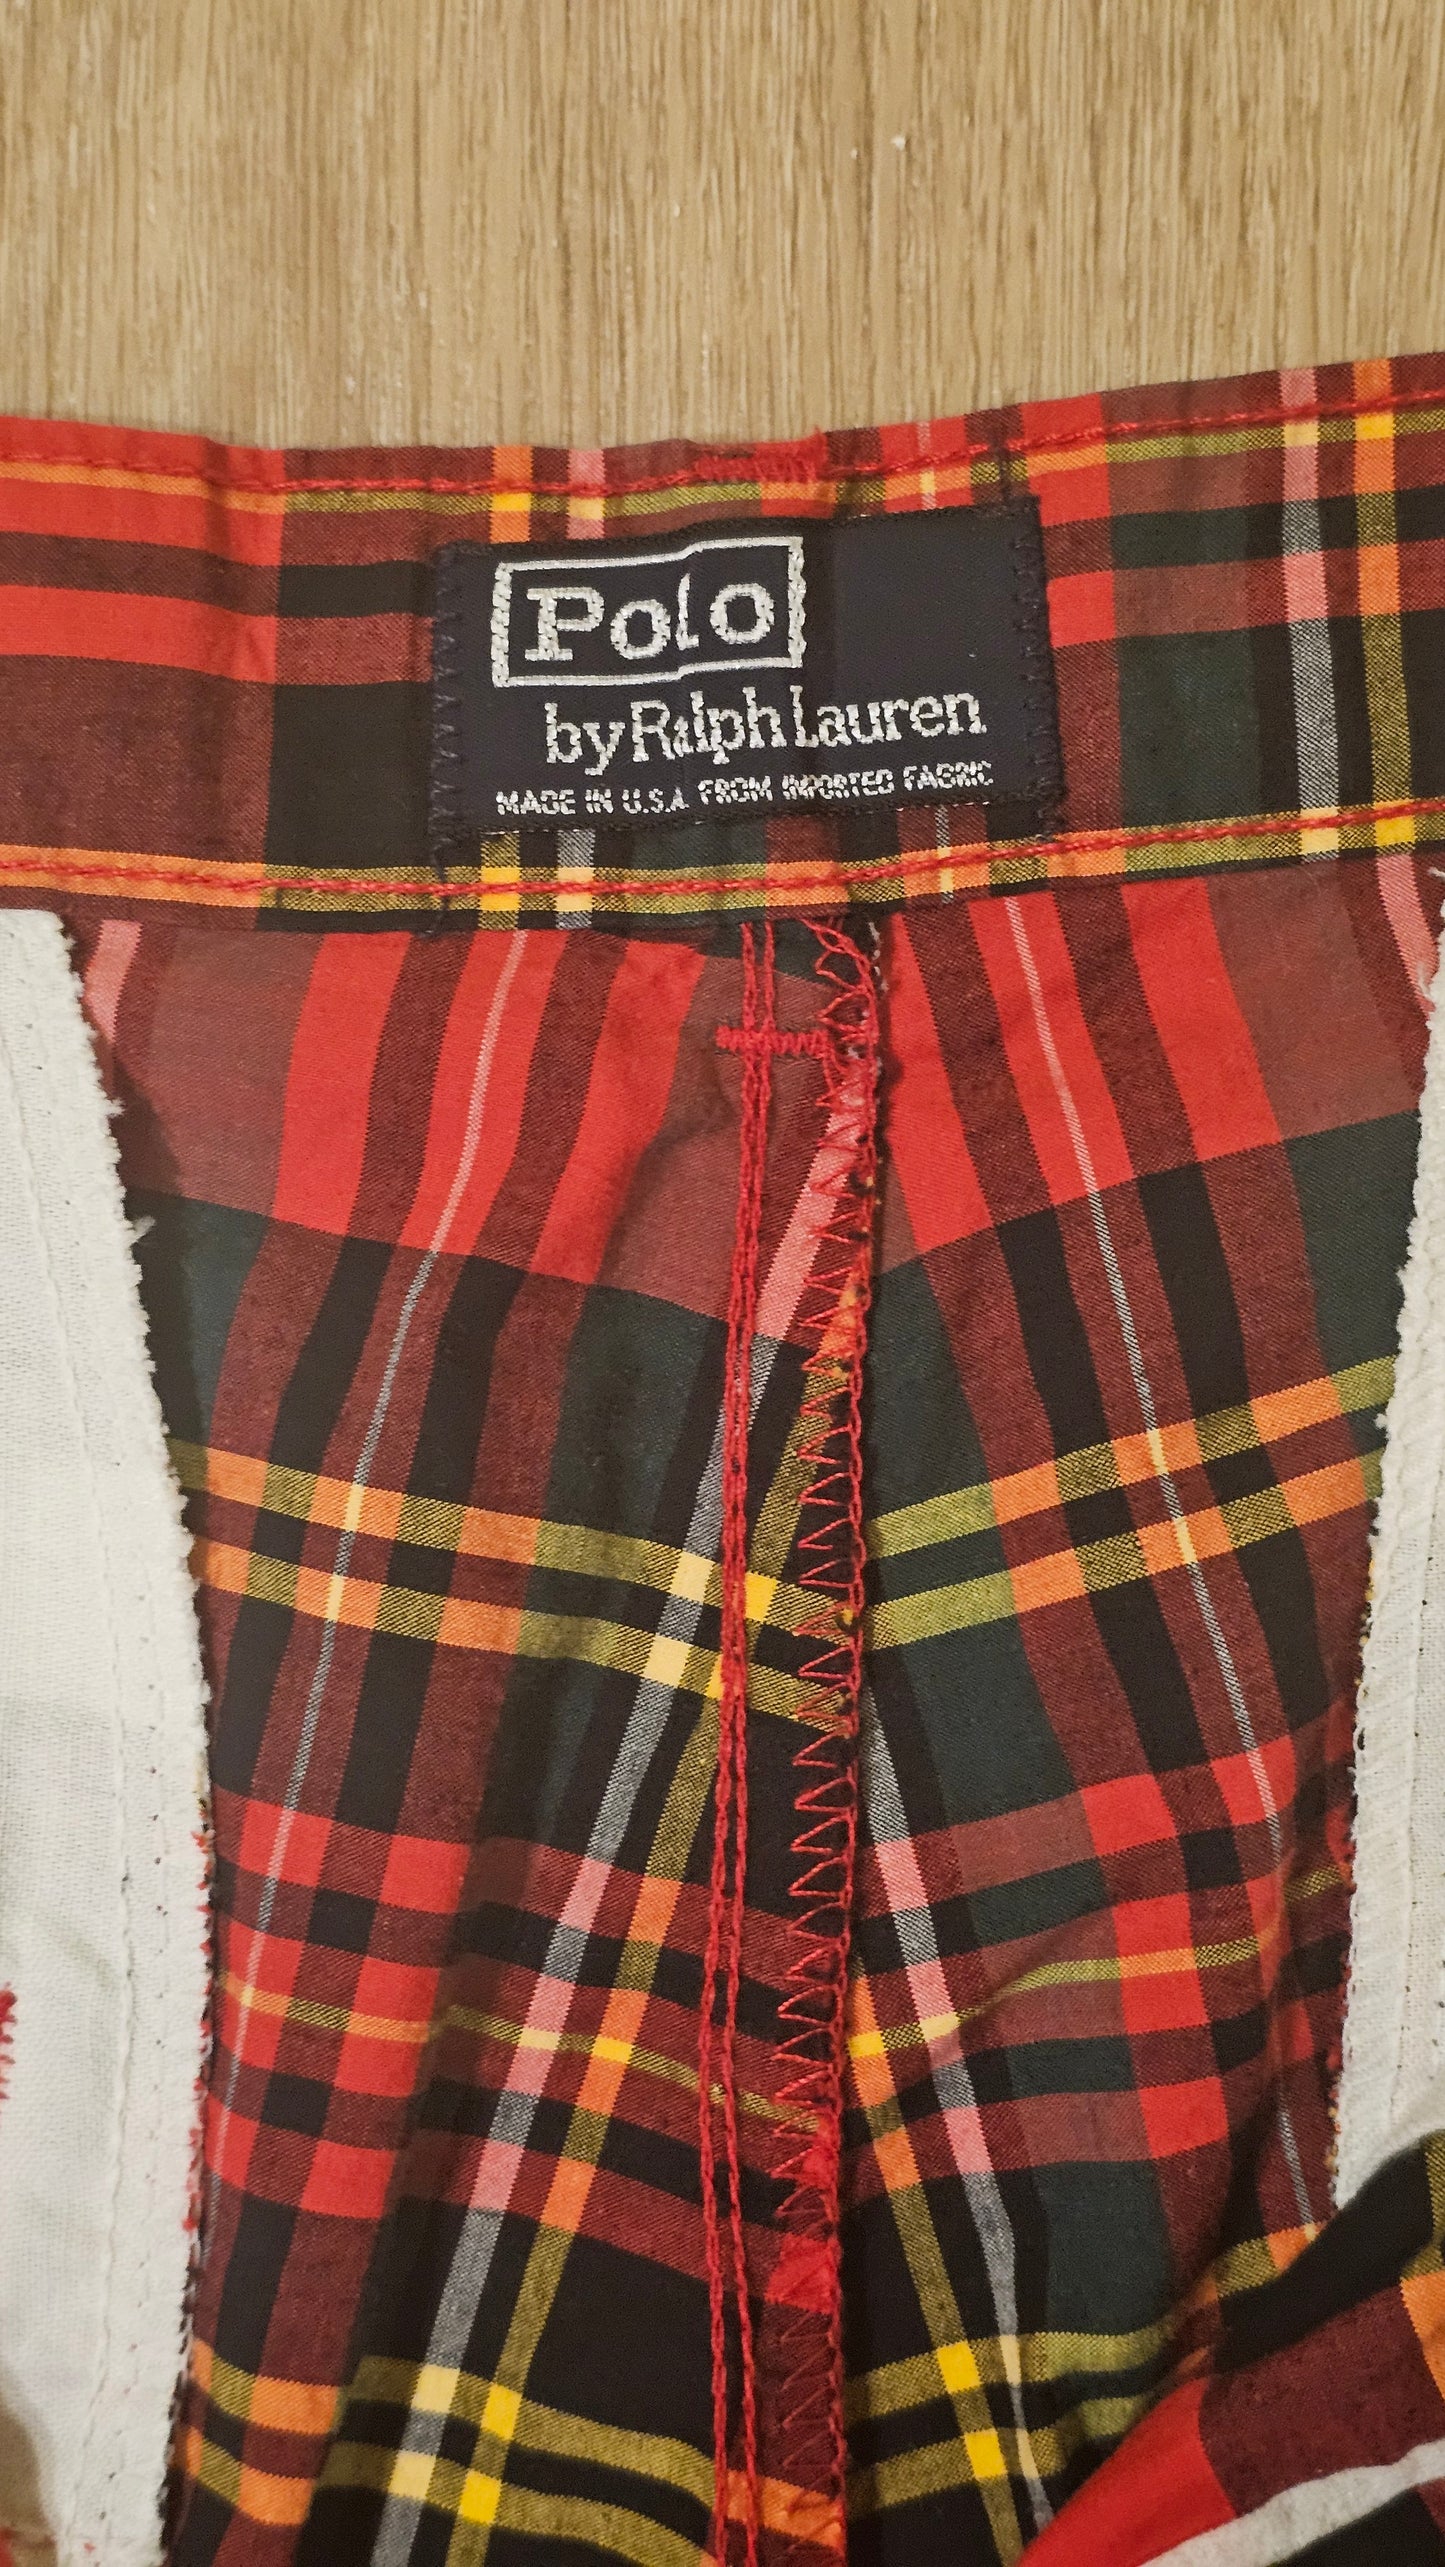 Polo
by Ralph Lauren
MADE IN U.S.A. FROM IMPORTED FABRIC